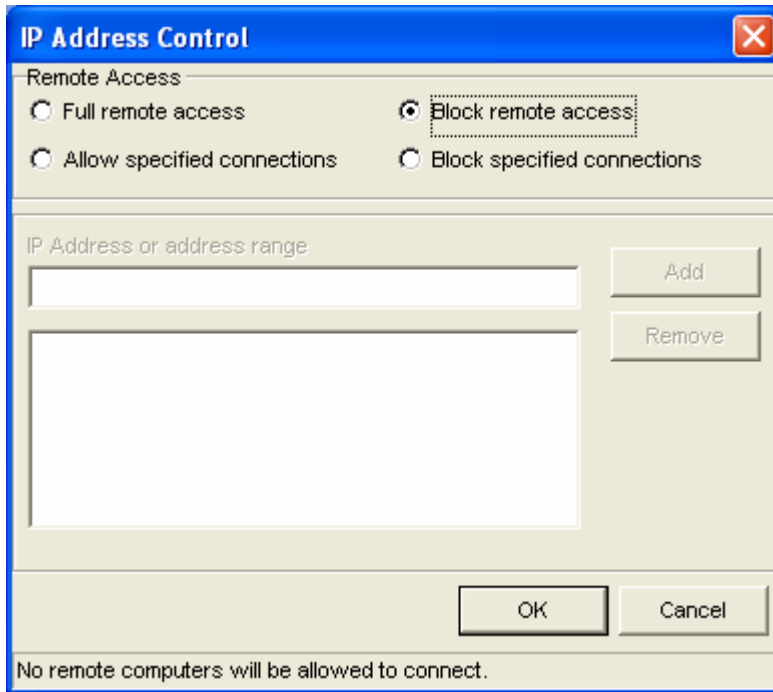 IP Address Control
Remote Access
Full remote access
Block remote access
Allow specified connections
Block specified connections
IP Address or address range
Add
Remove
OK
Cancel
No remote computers will be allowed to connect.